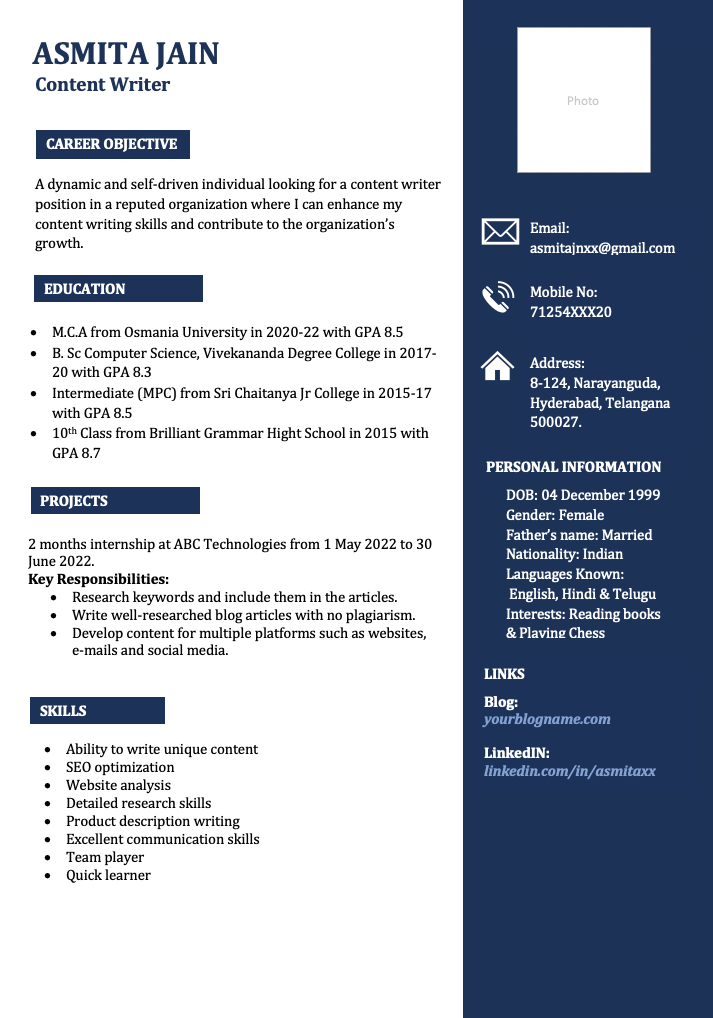 ASMITA JAIN
Content Writer
CAREER OBJECTIVE
A dynamic and self-driven individual looking for a content writer
position in a reputed organization where I can enhance my
content writing skills and contribute to the organization's
growth.
EDUCATION
• M.C.A from Osmania University in 2020-22 with GPA 8.5
• B. Sc Computer Science, Vivekananda Degree College in 2017-
20 with GPA 8.3
• Intermediate (MPC) from Sri Chaitanya Jr College in 2015-17
with GPA 8.5
• 10th Class from Brilliant Grammar Hight School in 2015 with
GPA 8.7
PROJECTS
2 months internship at ABC Technologies from 1 May 2022 to 30
June 2022.
Key Responsibilities:
• Research keywords and include them in the articles.
• Write well-researched blog articles with no plagiarism.
• Develop content for multiple platforms such as websites,
e-mails and social media.
SKILLS
• Ability to write unique content
• SEO optimization
• Website analysis
• Detailed research skills
• Product description writing
• Excellent communication skills
• Team player
• Quick learner
Photo
Email:
asmitajnxx@gmail.com
Mobile No:
71254XXX20
Address:
8-124, Narayanguda,
Hyderabad, Telangana
500027.
PERSONAL INFORMATION
DOB: 04 December 1999
Gender: Female
Father's name: Married
Nationality: Indian
Languages Known:
English, Hindi & Telugu
Interests: Reading books
& Playing Chess
LINKS
Blog:
yourblogname.com
LinkedIN:
linkedin.com/in/asmitaxx